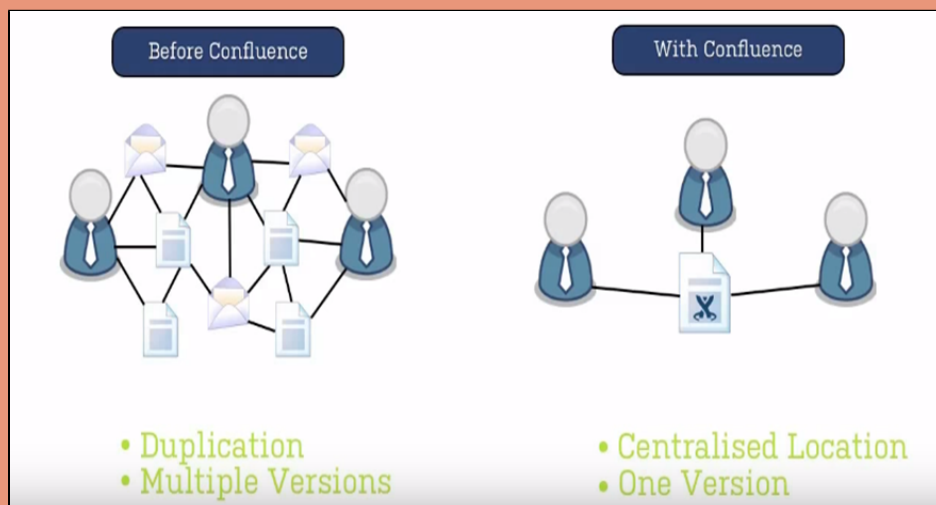 Before Confluence
With Confluence
• Duplication
• Multiple Versions
• Centralised Location
• One Version